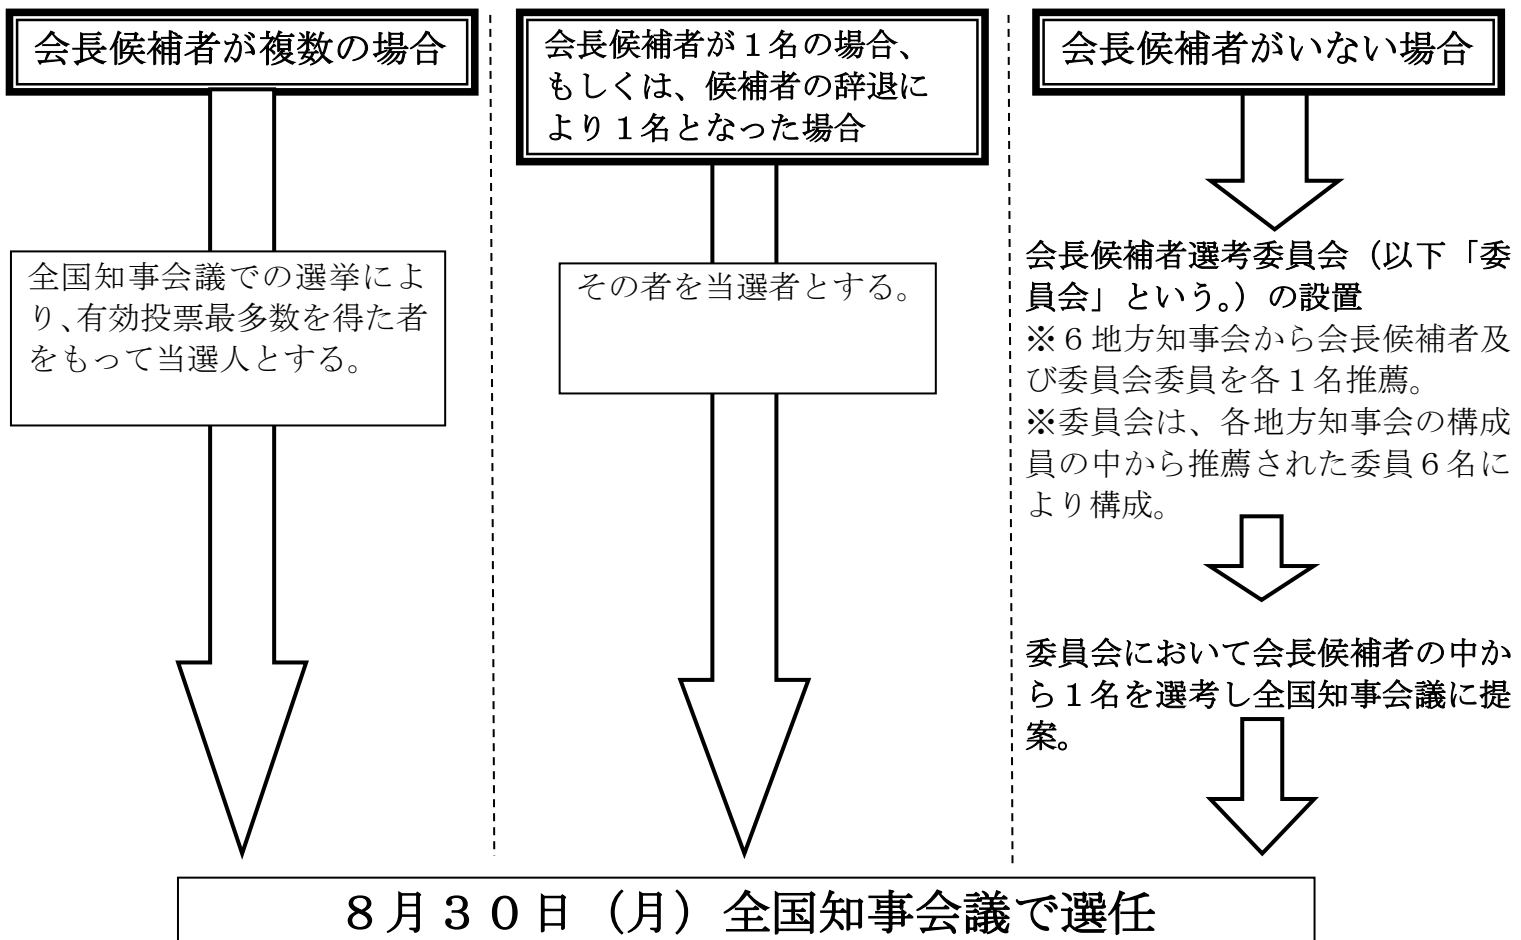 会長候補者が複数の場合
全国知事会議での選挙によ
り、有効投票最多数を得た者
をもって当選人とする。
会長候補者が１名の場合、
もしくは、候補者の辞退に
より１名となった場合
その者を当選者とする。
会長候補者がいない場合
会長候補者選考委員会（以下「委
員会」という。）の設置
※６地方知事会から会長候補者及
び委員会委員を各１名推薦。
※委員会は、各地方知事会の構成
員の中から推薦された委員６名に
より構成。
委員会において会長候補者の中か
ら１名を選考し全国知事会議に提
案。
８月３０日（月）全国知事会議で選任